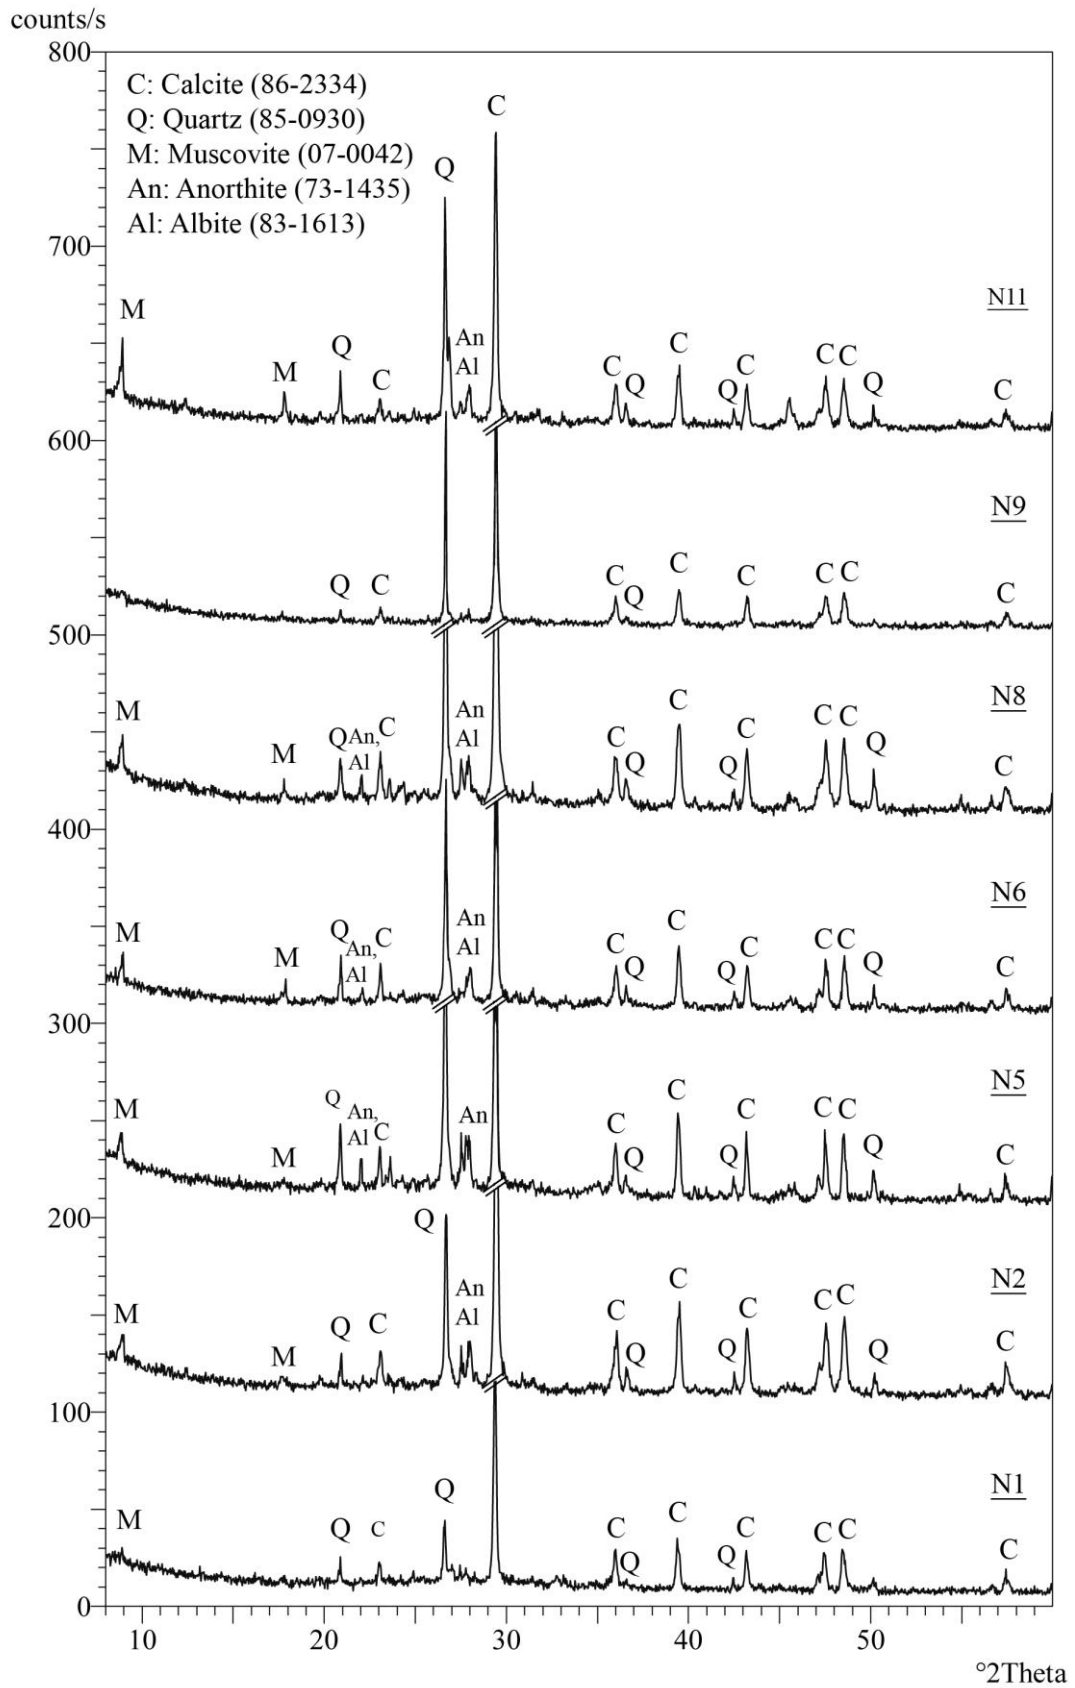 counts/s
800
C: Calcite (86-2334)
Q: Quartz (85-0930)
M: Muscovite (07-0042)
An: Anorthite (73-1435)
Al: Albite (83-1613)
C
Q
700
N11
M
M
Q
C
An
Al
C
Q
C
Q
C
C
C
Q
C
600
N9
Q
C
C
Q
C
C
C
C
C
500
N8
M
M
Q
An,
Al
C
An
Al
C
Q
C
Q
C
C
C
Q
C
400
N6
M
M
Q
An,
Al
C
An
Al
C
Q
C
Q
C
C
C
Q
C
300
N5
M
M
Q
An,
Al
C
An
C
Q
C
Q
C
C
C
Q
C
200
N2
M
M
Q
C
Q
An
Al
C
Q
C
Q
C
C
C
Q
C
100
N1
M
Q
C
Q
C
Q
C
Q
C
C
C
C
0
10 20 30 40 50
°2Theta